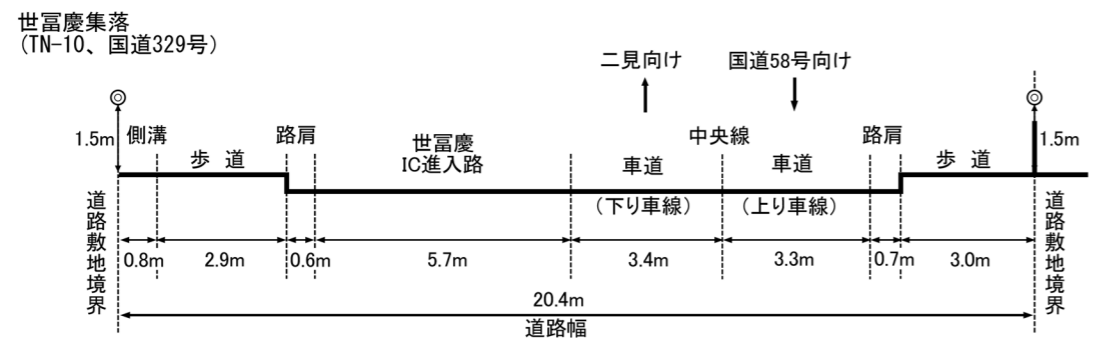 世冨慶集落
(TN-10、国道329号)
二見向け
国道58号向け
◎
◎
1.5m
側溝
路肩
世冨慶
IC進入路
中央線
路肩
1.5m
歩 道
車道
車道
歩 道
(下り車線)
(上り車線)
道路敷地境界
道路敷地境界
0.8m
2.9m
0.6m
5.7m
3.4m
3.3m
0.7m
3.0m
20.4m
道路幅